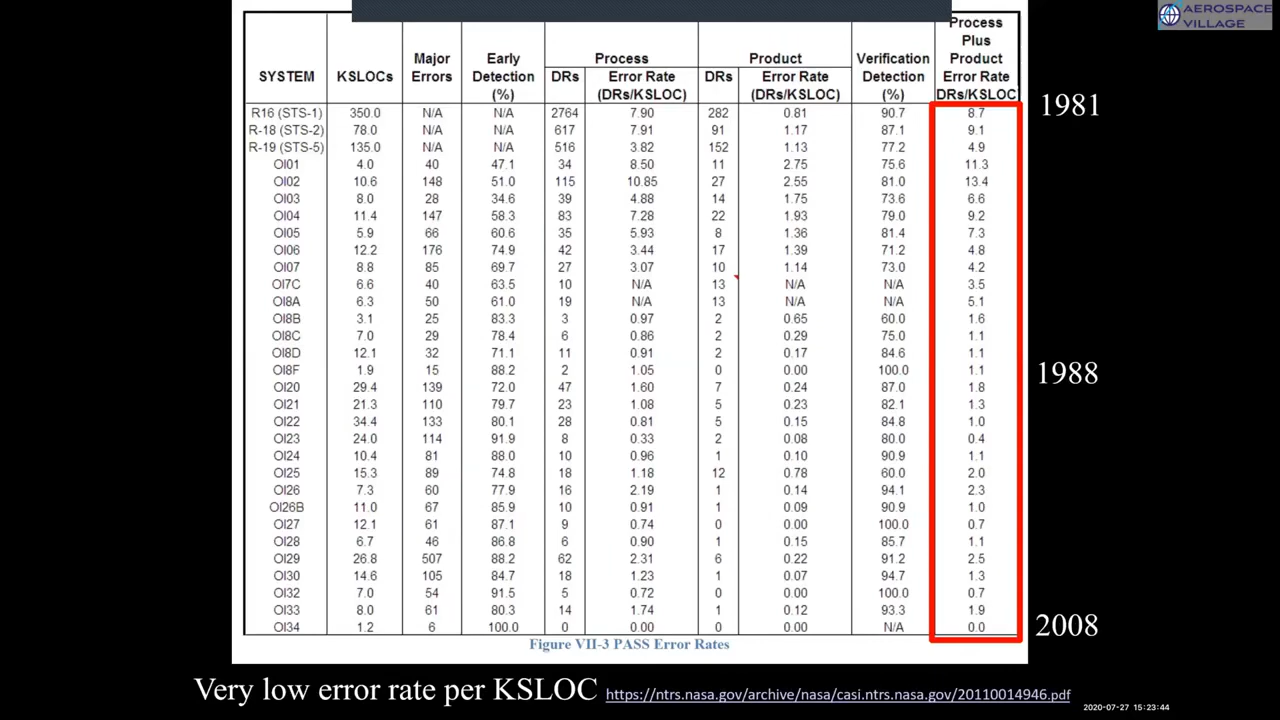 AEROSPACE
VILLAGE
SYSTEM KSLOCs Major Errors Early Detection (%) Process Product Verification Detection (%) Process Plus Product Error Rate (DRs/KSLOC)
DRs Error Rate (DRs/KSLOC) DRs Error Rate (DRs/KSLOC)
R16 (STS-1) 350.0 N/A N/A 2764 7.90 282 0.81 90.7 8.7
1981
R-18 (STS-2) 78.0 N/A N/A 617 7.91 91 1.17 87.1 9.1
R-19 (STS-5) 135.0 N/A N/A 516 3.82 152 1.13 77.2 4.9
OI01 4.0 40 47.1 34 8.50 11 2.75 75.6 11.3
OI02 10.6 148 51.0 115 10.85 27 2.55 81.0 13.4
OI03 8.0 28 34.6 39 4.88 14 1.75 73.6 6.6
OI04 11.4 147 58.3 83 7.28 22 1.93 79.0 9.2
OI05 5.9 66 60.6 35 5.93 8 1.36 81.4 7.3
OI06 12.2 176 74.9 42 3.44 17 1.39 71.2 4.8
OI07 8.8 85 69.7 27 3.07 10 1.14 73.0 4.2
OI7C 6.6 40 63.5 10 N/A 13 N/A N/A 3.5
OI8A 6.3 50 61.0 19 N/A 13 N/A N/A 5.1
OI8B 3.1 25 83.3 3 0.97 2 0.65 60.0 1.6
OI8C 7.0 29 78.4 6 0.86 2 0.29 75.0 1.1
OI8D 12.1 32 71.1 11 0.91 2 0.17 84.6 1.1
OI8F 1.9 15 88.2 2 1.05 0 0.00 100.0 1.1
1988
OI20 29.4 139 72.0 47 1.60 7 0.24 87.0 1.8
OI21 21.3 110 79.7 23 1.08 5 0.23 82.1 1.3
OI22 34.4 133 80.1 28 0.81 5 0.15 84.8 1.0
OI23 24.0 114 91.9 8 0.33 2 0.08 80.0 0.4
OI24 10.4 81 88.0 10 0.96 1 0.10 90.9 1.1
OI25 15.3 89 74.8 18 1.18 12 0.78 60.0 2.0
OI26 7.3 60 77.9 16 2.19 1 0.14 94.1 2.3
OI26B 11.0 67 85.9 10 0.91 1 0.09 90.9 1.0
OI27 12.1 61 87.1 9 0.74 0 0.00 100.0 0.7
OI28 6.7 46 86.8 6 0.90 1 0.15 85.7 1.1
OI29 26.8 507 88.2 62 2.31 6 0.22 91.2 2.5
OI30 14.6 105 84.7 18 1.23 1 0.07 94.7 1.3
OI32 7.0 54 91.5 5 0.72 0 0.00 100.0 0.7
OI33 8.0 61 80.3 14 1.74 1 0.12 93.3 1.9
OI34 1.2 6 100.0 0 0.00 0 0.00 N/A 0.0
2008
Figure VII-3 PASS Error Rates
Very low error rate per KSLOC https://ntrs.nasa.gov/archive/nasa/casi.ntrs.nasa.gov/20110014946.pdf
2020-07-27 15:23:44